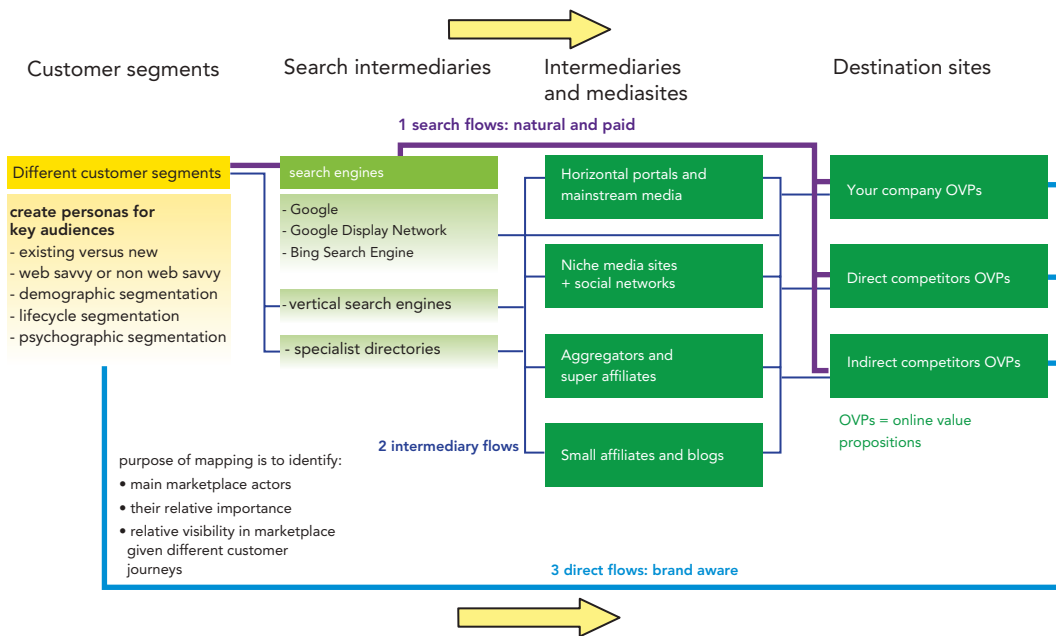 Customer segments
Search intermediaries
Intermediaries
and mediasites
Destination sites
1 search flows: natural and paid
Different customer segments
create personas for
key audiences
- existing versus new
- web savvy or non web savvy
- demographic segmentation
- lifecycle segmentation
- psychographic segmentation
search engines
- Google
- Google Display Network
- Bing Search Engine
- vertical search engines
- specialist directories
Horizontal portals and
mainstream media
Niche media sites
+ social networks
Aggregators and
super affiliates
Small affiliates and blogs
Your company OVPs
Direct competitors OVPs
Indirect competitors OVPs
OVPs = online value
propositions
2 intermediary flows
purpose of mapping is to identify:
• main marketplace actors
• their relative importance
• relative visibility in marketplace
given different customer
journeys
3 direct flows: brand aware